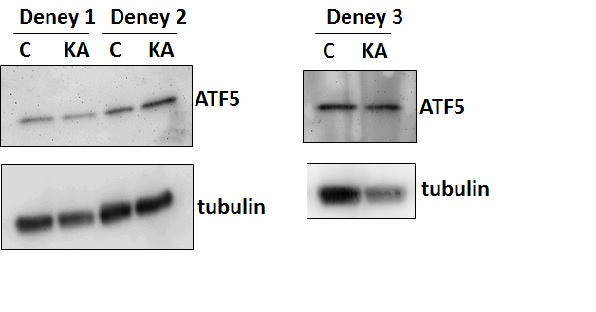 Deney 1 Deney 2
C KA C KA
ATF5
tubulin
Deney 3
C KA
ATF5
tubulin